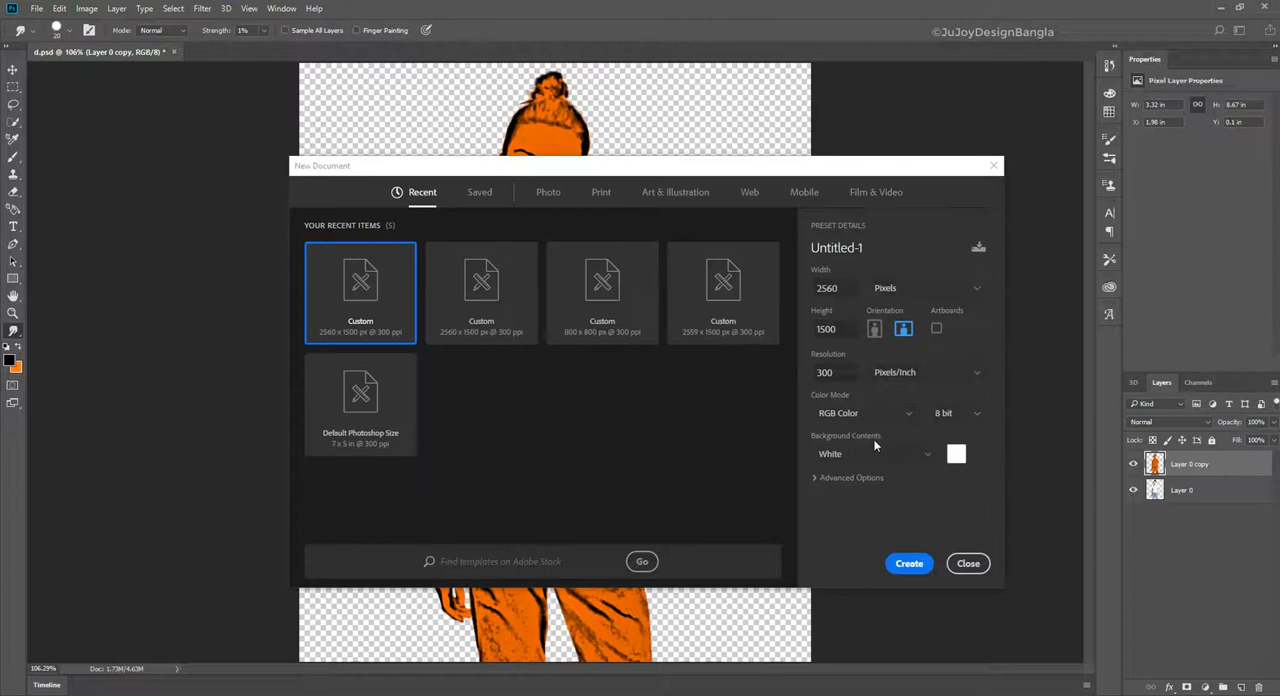 Ps File Edit Image Layer Type Select Filter 3D View Window Help
20 Mode: Normal Strength: 1% Sample All Layers Finger Painting ©JuJoyDesignBangla
d.psd @ 106% (Layer 0 copy, RGB/8) * ×
Properties
Pixel Layer Properties
W: 3.32 in H: 8.67 in
X: 1.98 in Y: 0.1 in
New Document
Recent Saved Photo Print Art & Illustration Web Mobile Film & Video
YOUR RECENT ITEMS (5)
Custom
2560 x 1500 px @ 300 ppi
Custom
2560 x 1500 px @ 300 ppi
Custom
800 x 800 px @ 300 ppi
Custom
2559 x 1500 px @ 300 ppi
Default Photoshop Size
7 x 5 in @ 300 ppi
Find templates on Adobe Stock Go
PRESET DETAILS
Untitled-1
Width
2560 Pixels
Height Orientation Artboards
1500
Resolution
300 Pixels/Inch
Color Mode
RGB Color 8 bit
Background Contents
White
Advanced Options
Create Close
3D Layers Channels
Kind
Normal Opacity: 100%
Lock: Fill: 100%
Layer 0 copy
Layer 0
106.29% Doc: 1.73M/4.63M
Timeline